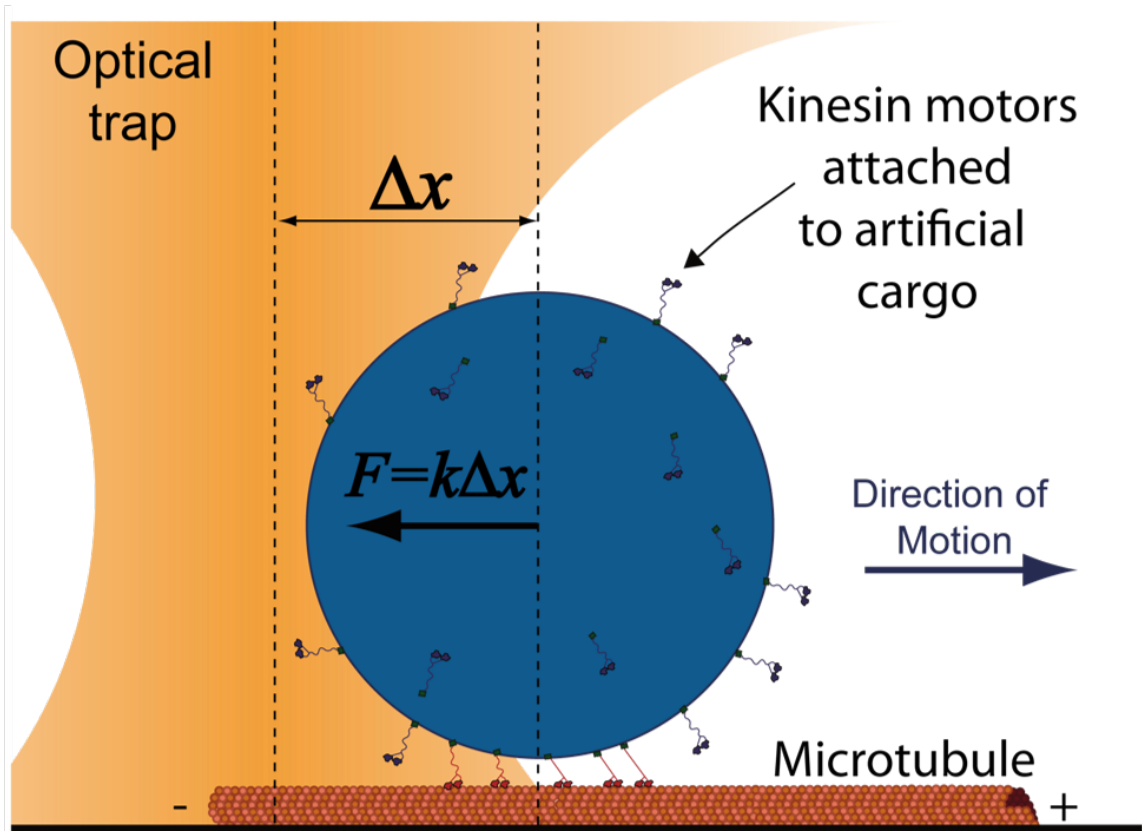 Optical
trap
Kinesin motors
attached
to artificial
cargo
Δx
F=kΔx
Direction of
Motion
Microtubule
- +